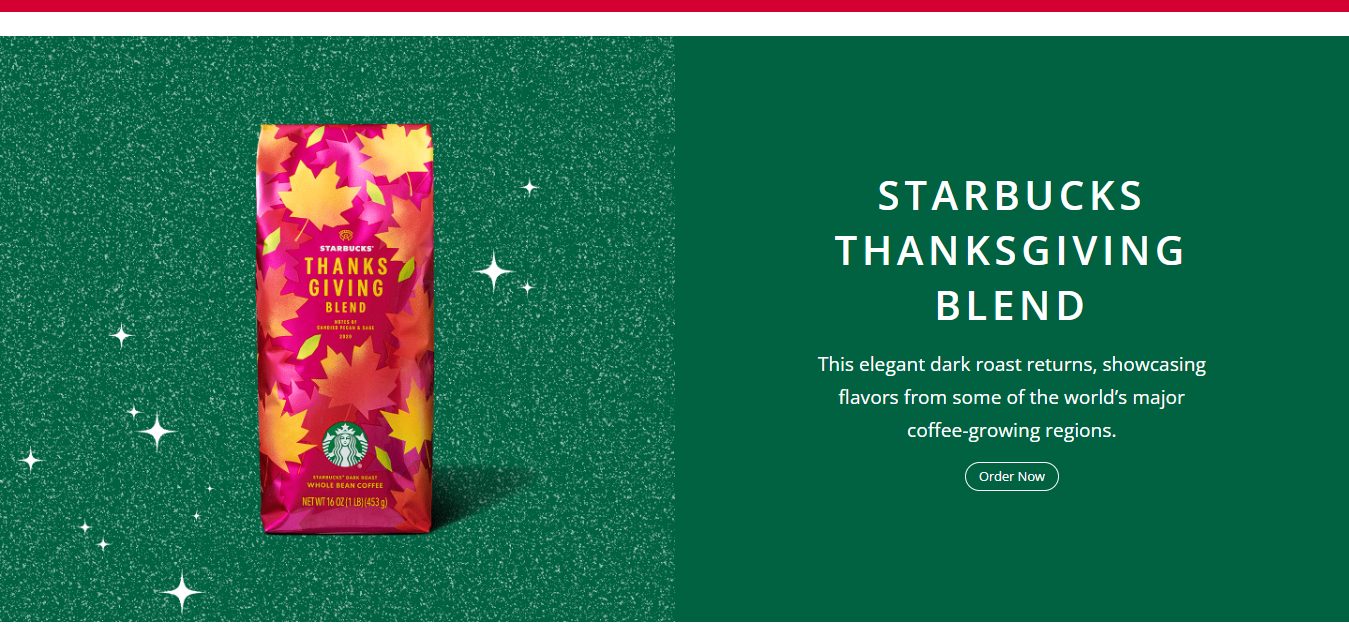 STARBUCKS®
THANKS
GIVING
BLEND
NOTES OF
CANDIED PECAN & SAGE
2020
STARBUCKS® DARK ROAST
WHOLE BEAN COFFEE
NET WT 16 OZ (1 LB) (453 g)
STARBUCKS
THANKSGIVING
BLEND
This elegant dark roast returns, showcasing
flavors from some of the world’s major
coffee-growing regions.
Order Now